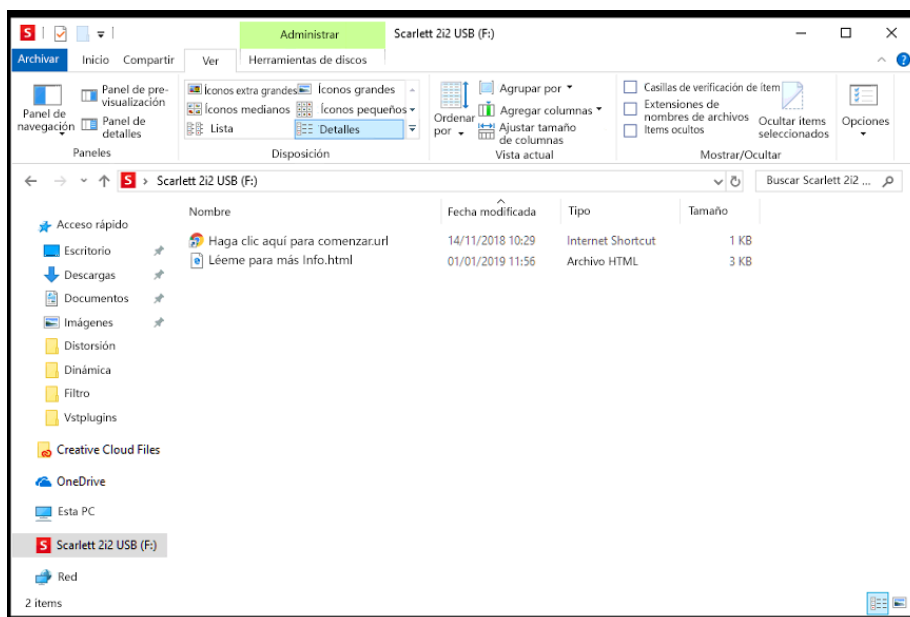 S
Administrar
Scarlett 2i2 USB (F:)
Archivar
Inicio
Compartir
Ver
Herramientas de discos
?
Panel de navegación
Panel de pre-
visualización
Panel de
detalles
Paneles
Íconos extra grandes
Íconos grandes
Íconos medianos
Íconos pequeños
Lista
Detalles
Disposición
Ordenar
por
Agrupar por
Agregar columnas
Ajustar tamaño
de columnas
Vista actual
Casillas de verificación de ítem
Extensiones de
nombres de archivos
Items ocultos
Ocultar items
seleccionados
Mostrar/Ocultar
Opciones
S
Scarlett 2i2 USB (F:)
Buscar Scarlett 2i2 ...
Nombre
Fecha modificada
Tipo
Tamaño
Haga clic aquí para comenzar.url
14/11/2018 10:29
Internet Shortcut
1 KB
Léeme para más Info.html
01/01/2019 11:56
Archivo HTML
3 KB
Acceso rápido
Escritorio
Descargas
Documentos
Imágenes
Distorsión
Dinámica
Filtro
Vstplugins
Creative Cloud Files
OneDrive
Esta PC
S
Scarlett 2i2 USB (F:)
Red
2 items